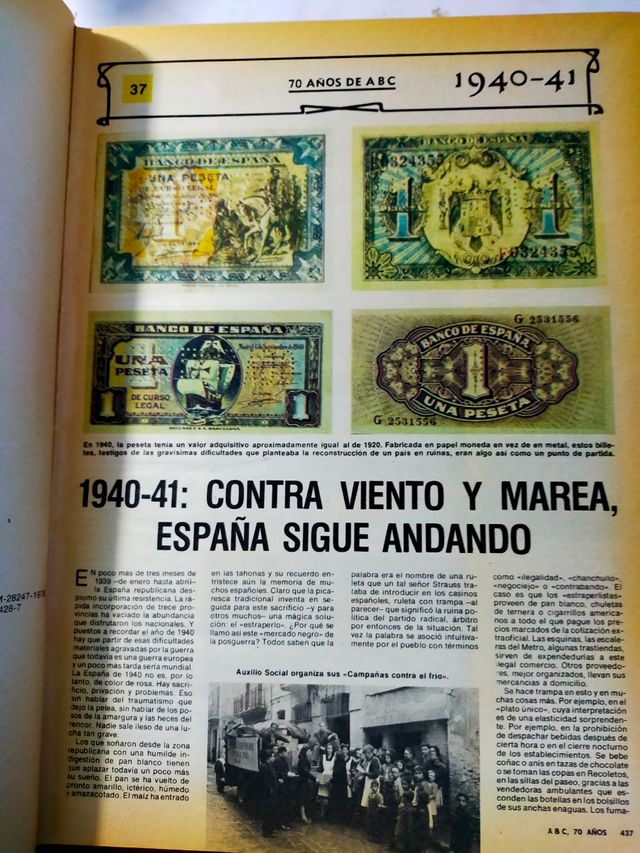 37
70 AÑOS DE ABC
1940-41
BANCO DE ESPAÑA
UNA PESETA
DE CURSO LEGAL
BANCO DE ESPAÑA
1 1
BANCO DE ESPAÑA
UNA
PESETA
DE CURSO
LEGAL
1 1
G 2531556
BANCO DE ESPAÑA
1
UNA PESETA
G 2531556
En 1940, la peseta tenía un valor adquisitivo aproximadamente igual al de 1920. Fabricada en papel moneda en vez de en metal, estos bille-
tes, testigos de las gravísimas dificultades que planteaba la reconstrucción de un país en ruinas, eran algo así como un punto de partida.
1940-41: CONTRA VIENTO Y MAREA,
ESPAÑA SIGUE ANDANDO
EN poco más de tres meses de
1939 —de enero hasta abril—
la España republicana des-
plomó su última resistencia. La rá-
pida incorporación de trece pro-
vincias ha vaciado la abundancia
que disfrutaron los nacionales. Y
puestos a recordar el año de 1940
hay que partir de esas dificultades
materiales agravadas por la guerra
que todavía es una guerra europea
y un poco más tarde sería mundial.
La España de 1940 no es, por lo
tanto, de color de rosa. Hay sacri-
ficio, privación y problemas. Eso
sin hablar del traumatismo que
dejó la pelea, sin hablar de los po-
sos de la amargura y las heces del
rencor. Nadie sale ileso de una lu-
cha tan grave.
Los que soñaron desde la zona
republicana con una humilde in-
digestión de pan blanco tienen
que aplazar todavía un poco más
su sueño. El pan se ha vuelto de
pronto amarillo, ictérico, húmedo
y amazacotado. El maíz ha entrado
en las tahonas y su recuerdo en-
tristece aún la memoria de mu-
chos españoles. Claro que la pica-
resca tradicional inventa en se-
guida para este sacrificio —y para
otros muchos— una mágica solu-
ción: el «estraperlo». ¿Por qué se
llamó así este «mercado negro» de
la posguerra? Todos saben que la
palabra era el nombre de una ru-
leta que un tal señor Strauss tra-
taba de introducir en los casinos
españoles, ruleta con trampa —al
parecer— que significó la ruina po-
lítica del partido radical, árbitro
por entonces de la situación. Tal
vez la palabra se asoció intuitiva-
mente por el pueblo con términos
como «ilegalidad», «chanchullo»,
«negociejo» o «contrabando». El
caso es que los «estraperlistas»
proveen de pan blanco, chuletas
de ternera o cigarrillos america-
nos a todo el que pague los pre-
cios marcados de la cotización ex-
traoficial. Las esquinas, las escale-
ras del Metro, algunas trastiendas,
sirven de expendedurías a este
ilegal comercio. Otros proveedo-
res, mejor organizados, llevan sus
mercancías a domicilio.
Se hace trampa en esto y en mu-
chas cosas más. Por ejemplo, en el
«plato único», cuya interpretación
es de una elasticidad sorprenden-
te. Por ejemplo, en la prohibición
de despachar bebidas después de
cierta hora o en el cierre nocturno
de los establecimientos. Se bebe
coñac o anís en tazas de chocolate
o se toman las copas en Recoletos,
en las sillas del paseo, gracias a las
vendedoras ambulantes que es-
conden las botellas en los bolsillos
de sus anchas enaguas. Los fuma-
Auxilio Social organiza sus «Campañas contra el frío».
A B C, 70 AÑOS 437